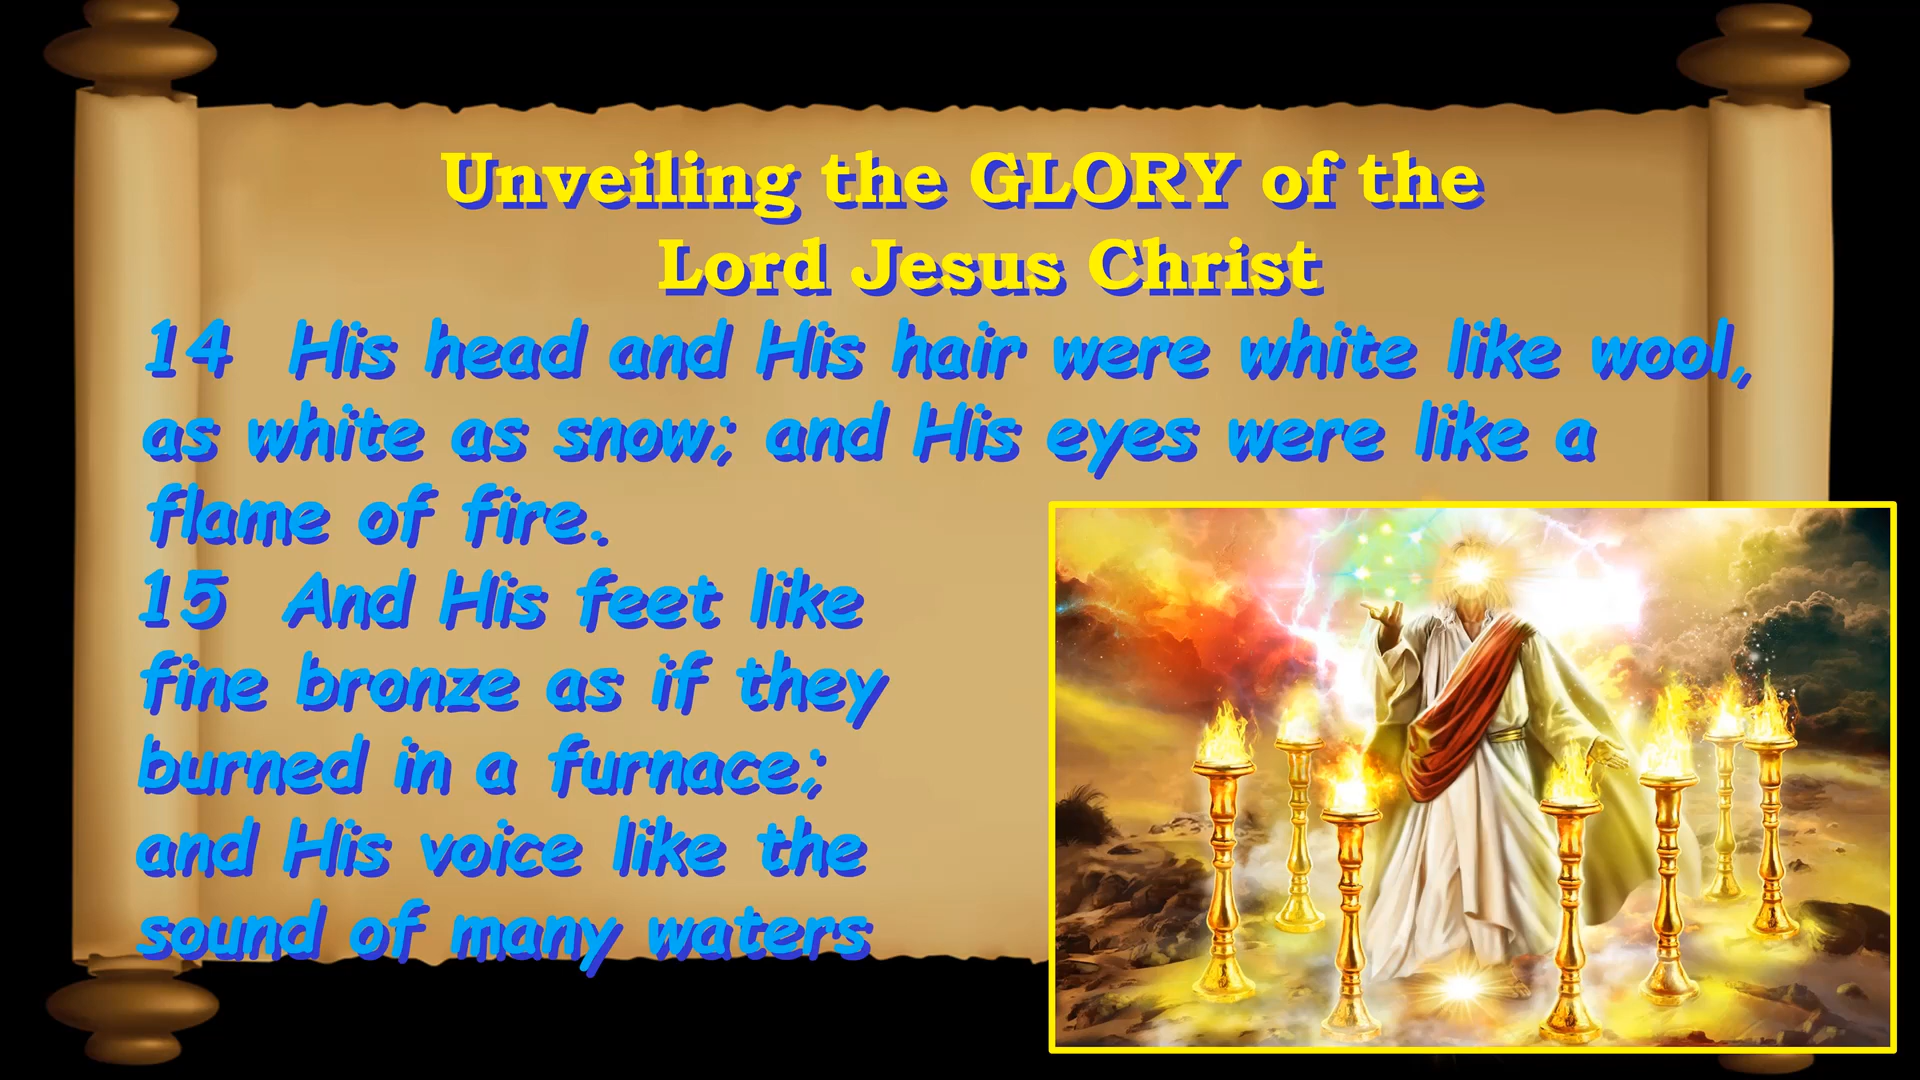 Unveiling the GLORY of the
Lord Jesus Christ
14 His head and His hair were white like wool,
as white as snow; and His eyes were like a
flame of fire.
15 And His feet like
fine bronze as if they
burned in a furnace;
and His voice like the
sound of many waters